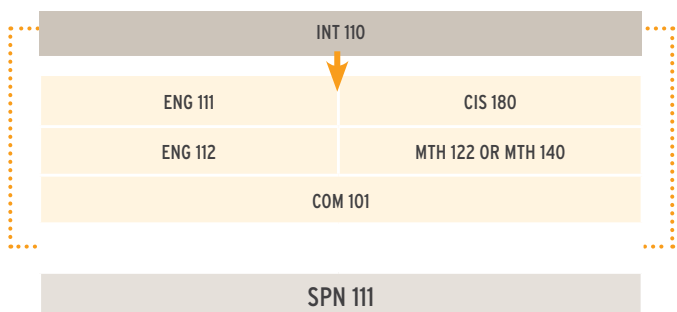 INT 110
ENG 111
CIS 180
ENG 112
MTH 122 OR MTH 140
COM 101
SPN 111